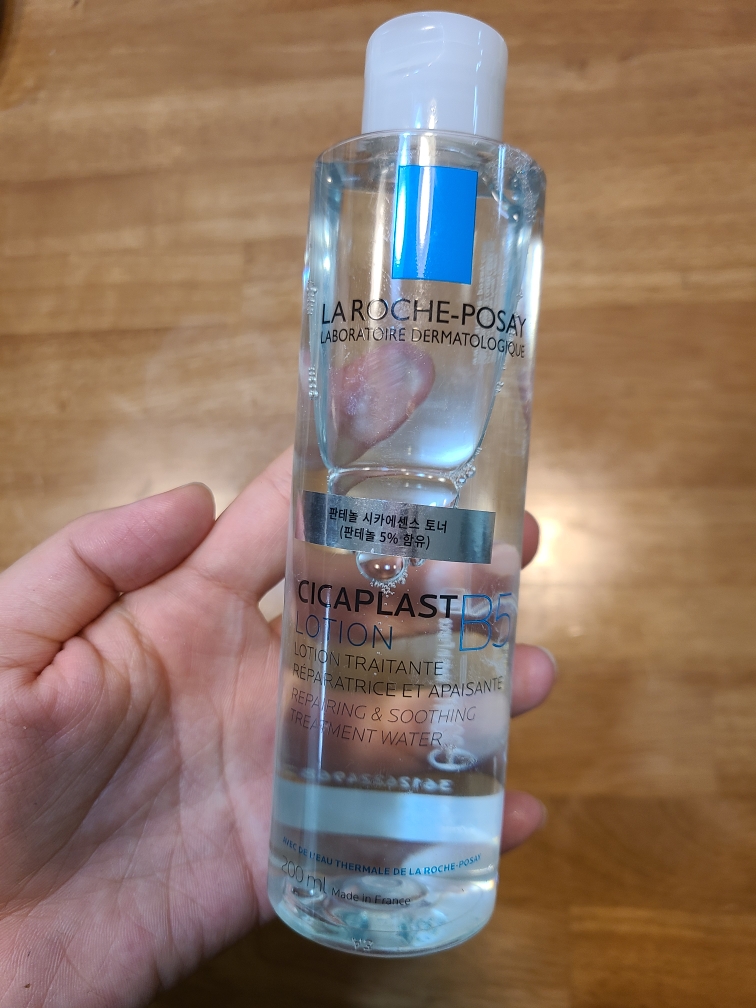 LA ROCHE-POSAY
LABORATOIRE DERMATOLOGIQUE
판테놀 시카에센스 토너
(판테놀 5% 함유)
CICAPLAST B5
LOTION
LOTION TRAITANTE
RÉPARATRICE ET APAISANTE
REPAIRING & SOOTHING
TREATMENT WATER
AVEC DE L'EAU THERMALE DE LA ROCHE-POSAY
200 ml Made in France